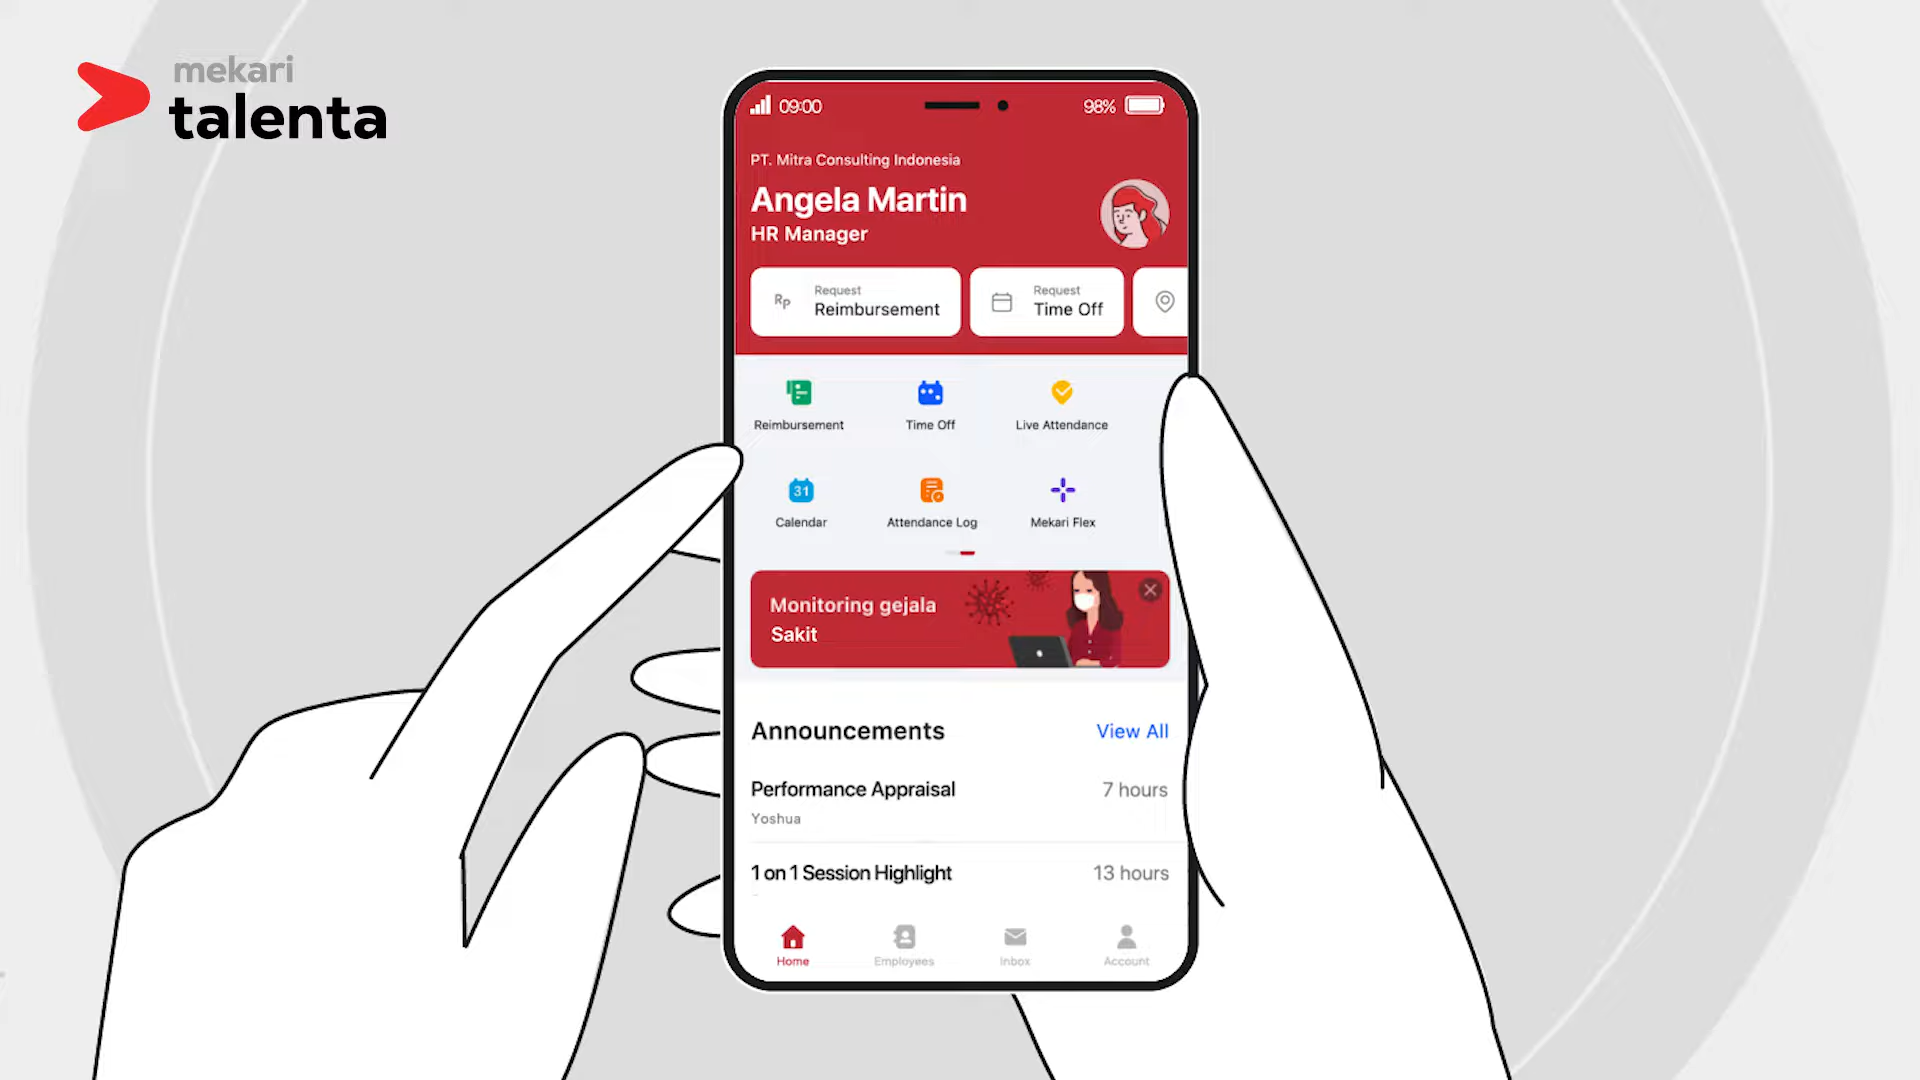 mekari
talenta
09:00
98%
PT. Mitra Consulting Indonesia
Angela Martin
HR Manager
RP
Request
Reimbursement
Request
Time Off
Reimbursement
Time Off
Live Attendance
31
Calendar
Attendance Log
Mekari Flex
Monitoring gejala
Sakit
Announcements
View All
Performance Appraisal
7 hours
Yoshua
1 on 1 Session Highlight
13 hours
Home
Employees
Inbox
Account